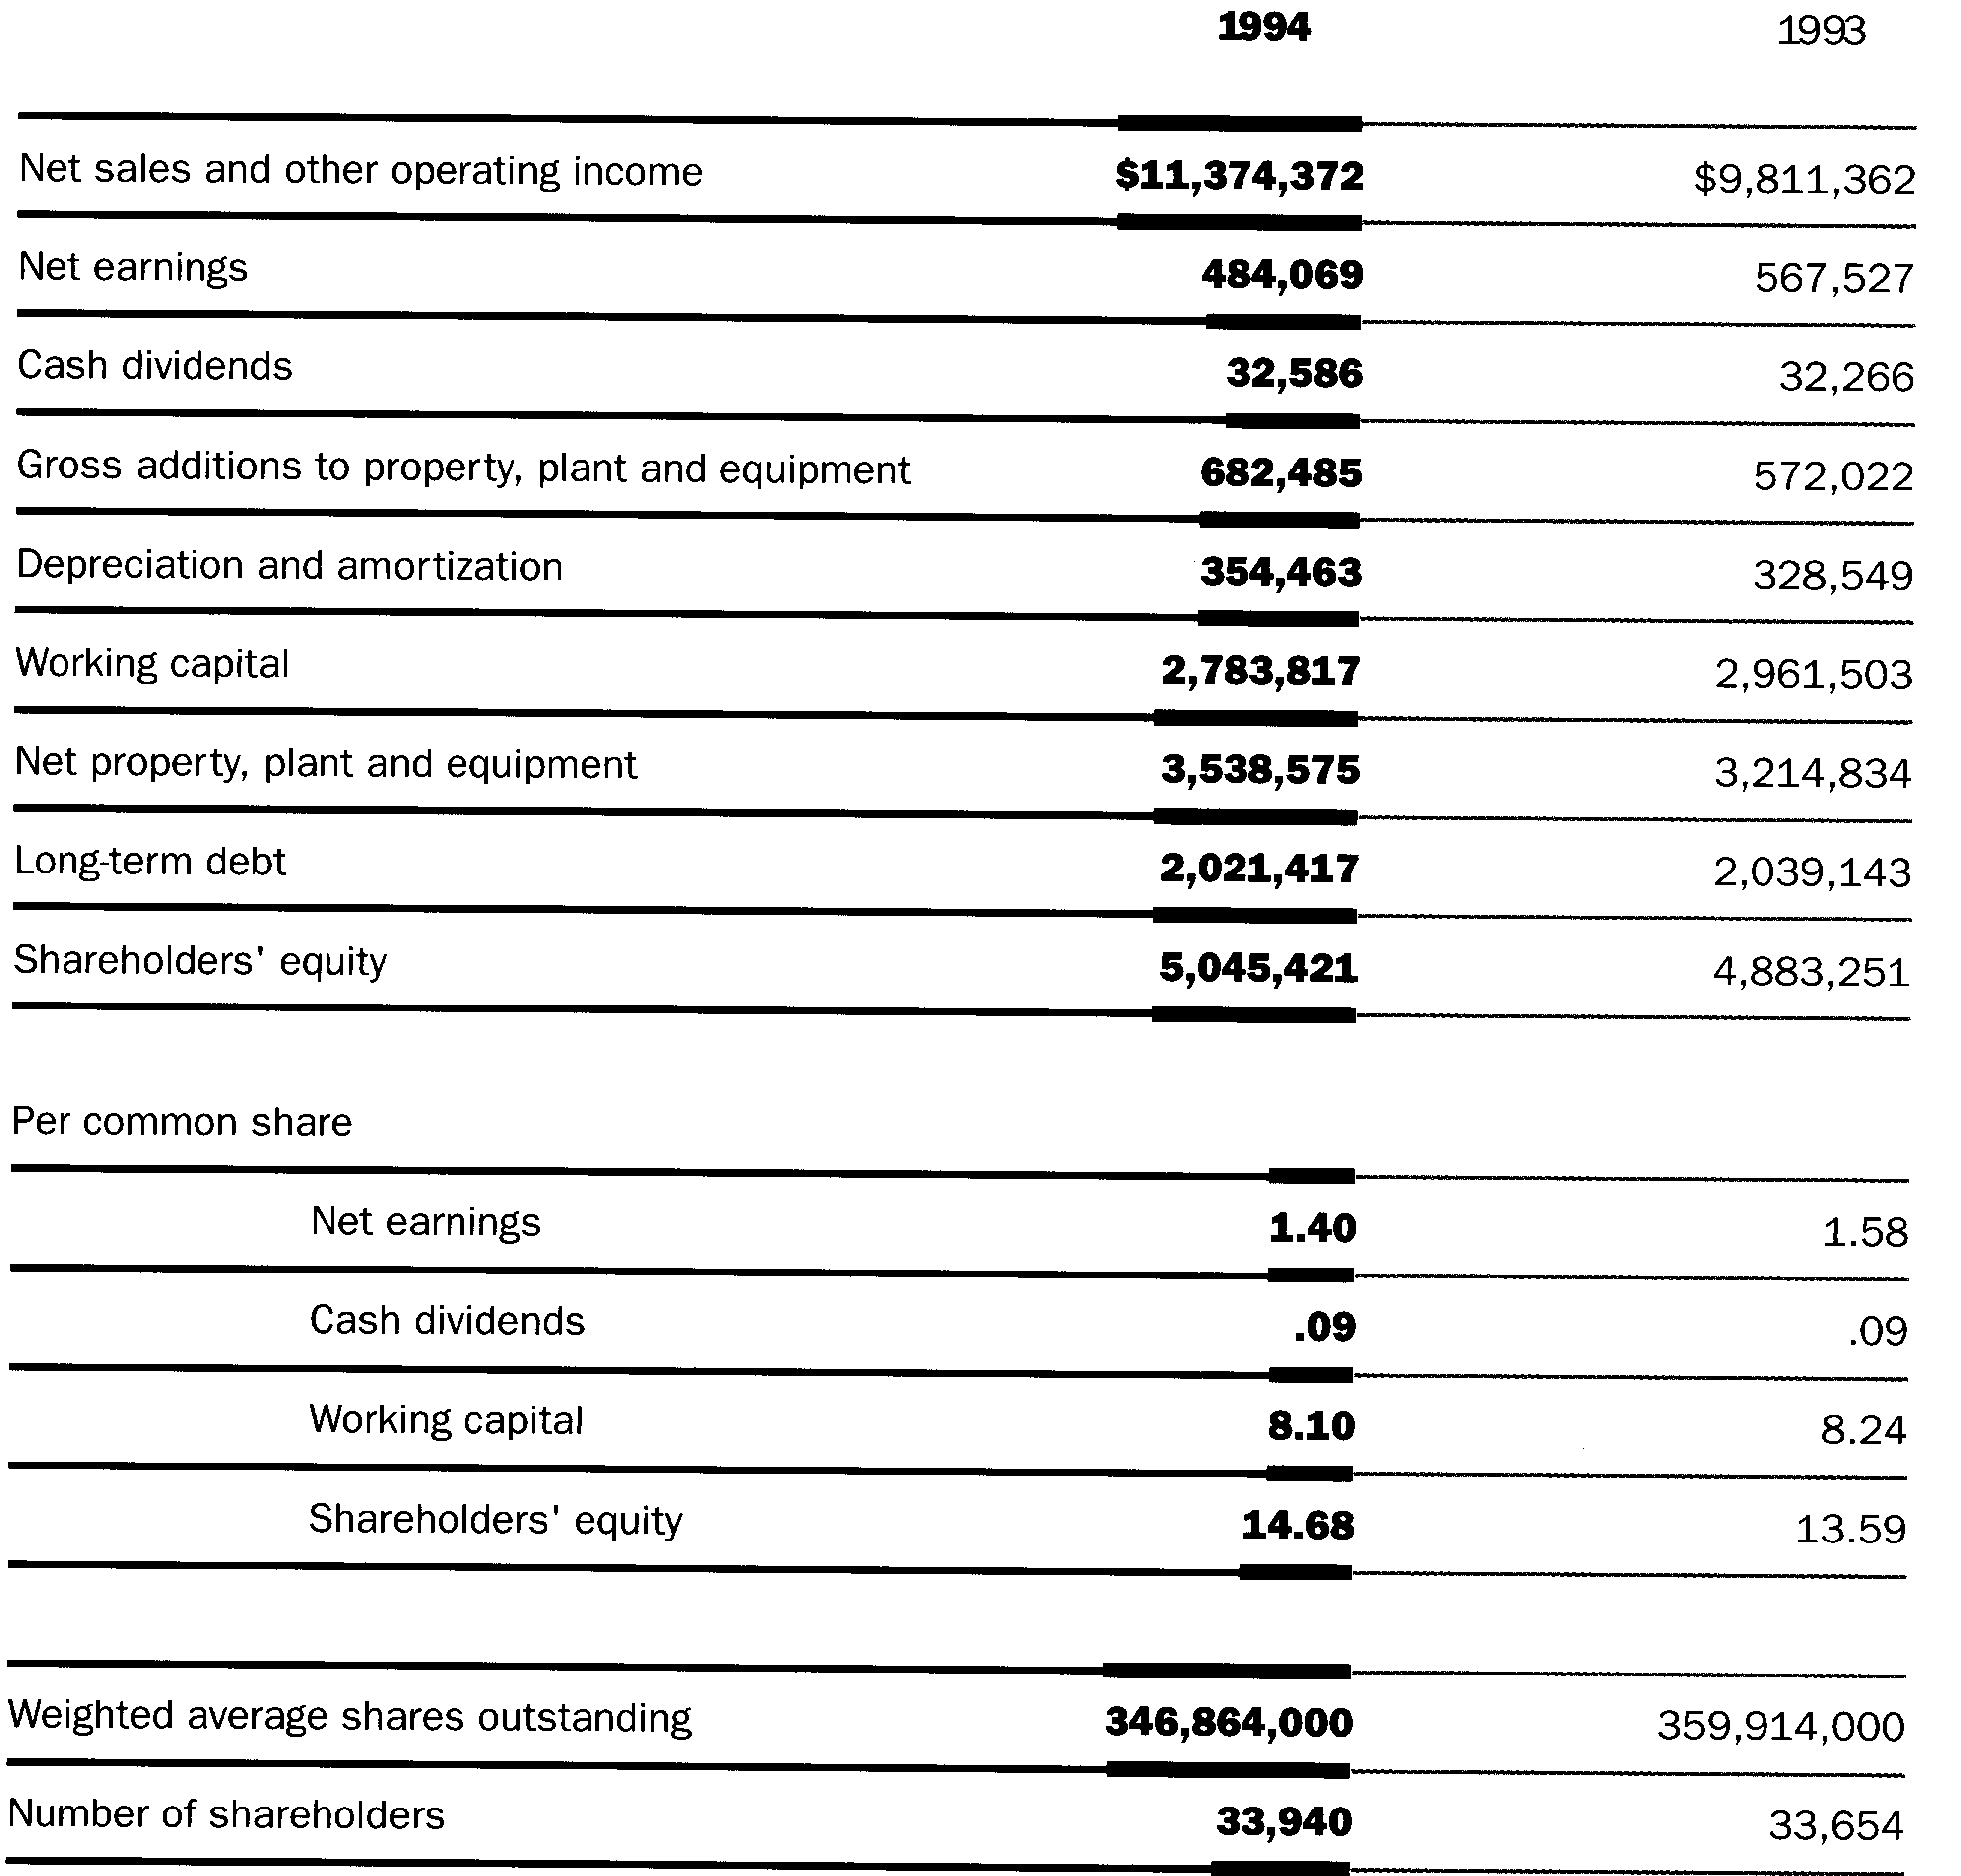 1994 1993
Net sales and other operating income $11,374,372 $9,811,362
Net earnings 484,069 567,527
Cash dividends 32,586 32,266
Gross additions to property, plant and equipment 682,485 572,022
Depreciation and amortization 354,463 328,549
Working capital 2,783,817 2,961,503
Net property, plant and equipment 3,538,575 3,214,834
Long-term debt 2,021,417 2,039,143
Shareholders' equity 5,045,421 4,883,251
Per common share
Net earnings 1.40 1.58
Cash dividends .09 .09
Working capital 8.10 8.24
Shareholders' equity 14.68 13.59
Weighted average shares outstanding 346,864,000 359,914,000
Number of shareholders 33,940 33,654